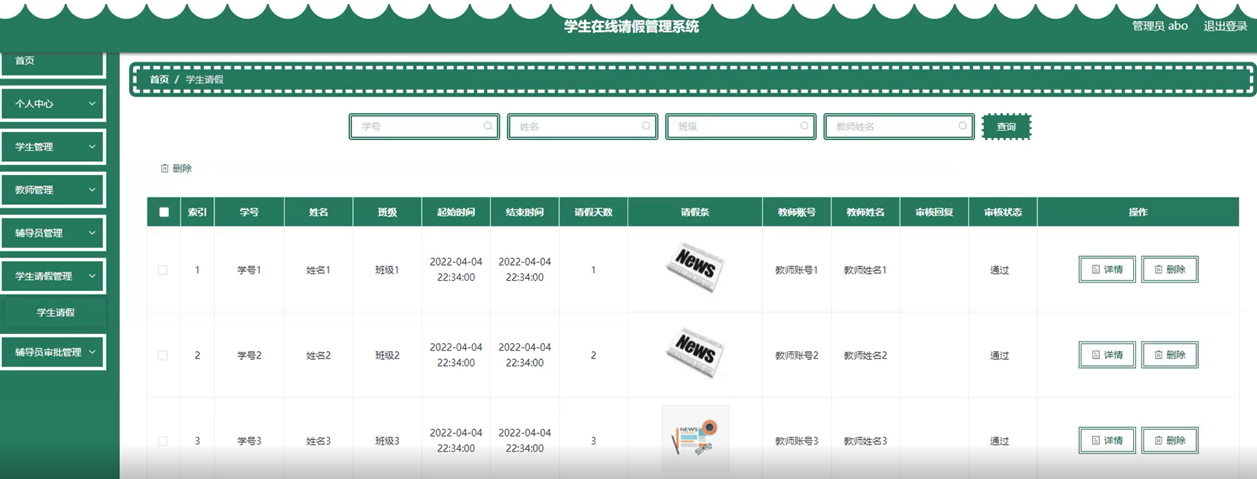 学生在线请假管理系统
管理员 abo 退出登录
首页
个人中心
学生管理
教师管理
辅导员管理
学生请假管理
学生请假
辅导员审批管理
首页 / 学生请假
学号 姓名 班级 教师姓名 查询
删除
索引 学号 姓名 班级 起始时间 结束时间 请假天数 请假条 教师账号 教师姓名 审核回复 审核状态 操作
1 学号1 姓名1 班级1 2022-04-04 22:34:00 2022-04-04 22:34:00 1 News 教师账号1 教师姓名1 通过 详情 删除
2 学号2 姓名2 班级2 2022-04-04 22:34:00 2022-04-04 22:34:00 2 News 教师账号2 教师姓名2 通过 详情 删除
3 学号3 姓名3 班级3 2022-04-04 22:34:00 2022-04-04 22:34:00 3 NEWS 教师账号3 教师姓名3 通过 详情 删除